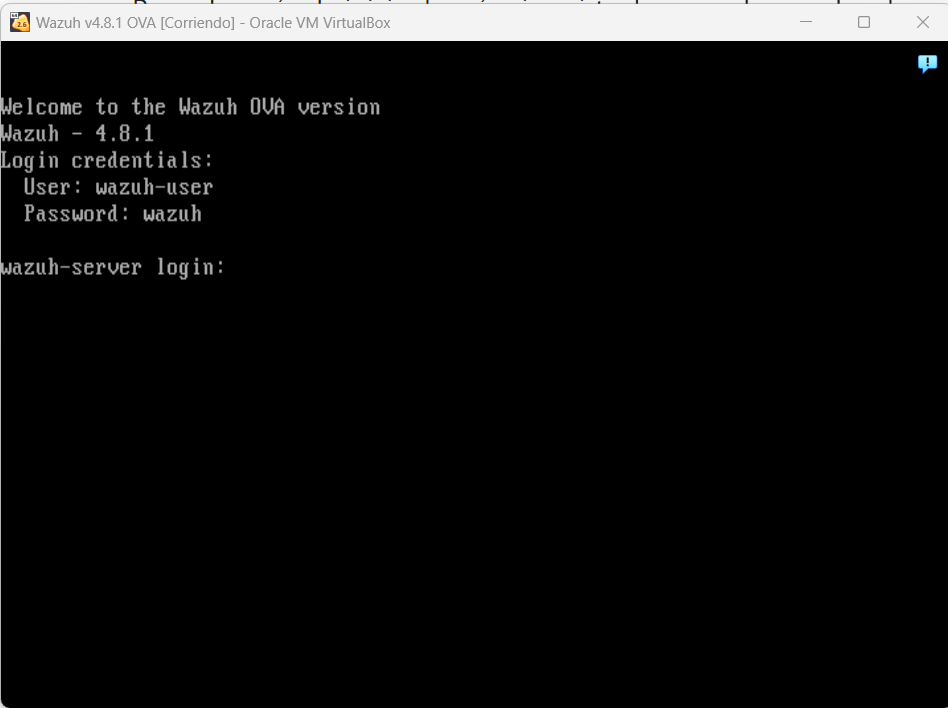 Wazuh v4.8.1 OVA [Corriendo] - Oracle VM VirtualBox
Welcome to the Wazuh OVA version
Wazuh - 4.8.1
Login credentials:
  User: wazuh-user
  Password: wazuh
wazuh-server login: